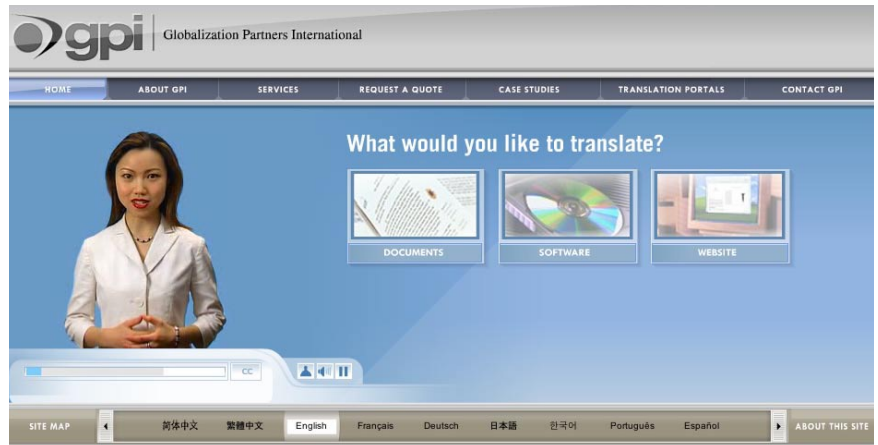 gpi Globalization Partners International
HOME ABOUT GPI SERVICES REQUEST A QUOTE CASE STUDIES TRANSLATION PORTALS CONTACT GPI
What would you like to translate?
DOCUMENTS SOFTWARE WEBSITE
CC
SITE MAP 简体中文 繁體中文 English Français Deutsch 日本語 한국어 Português Español ABOUT THIS SITE